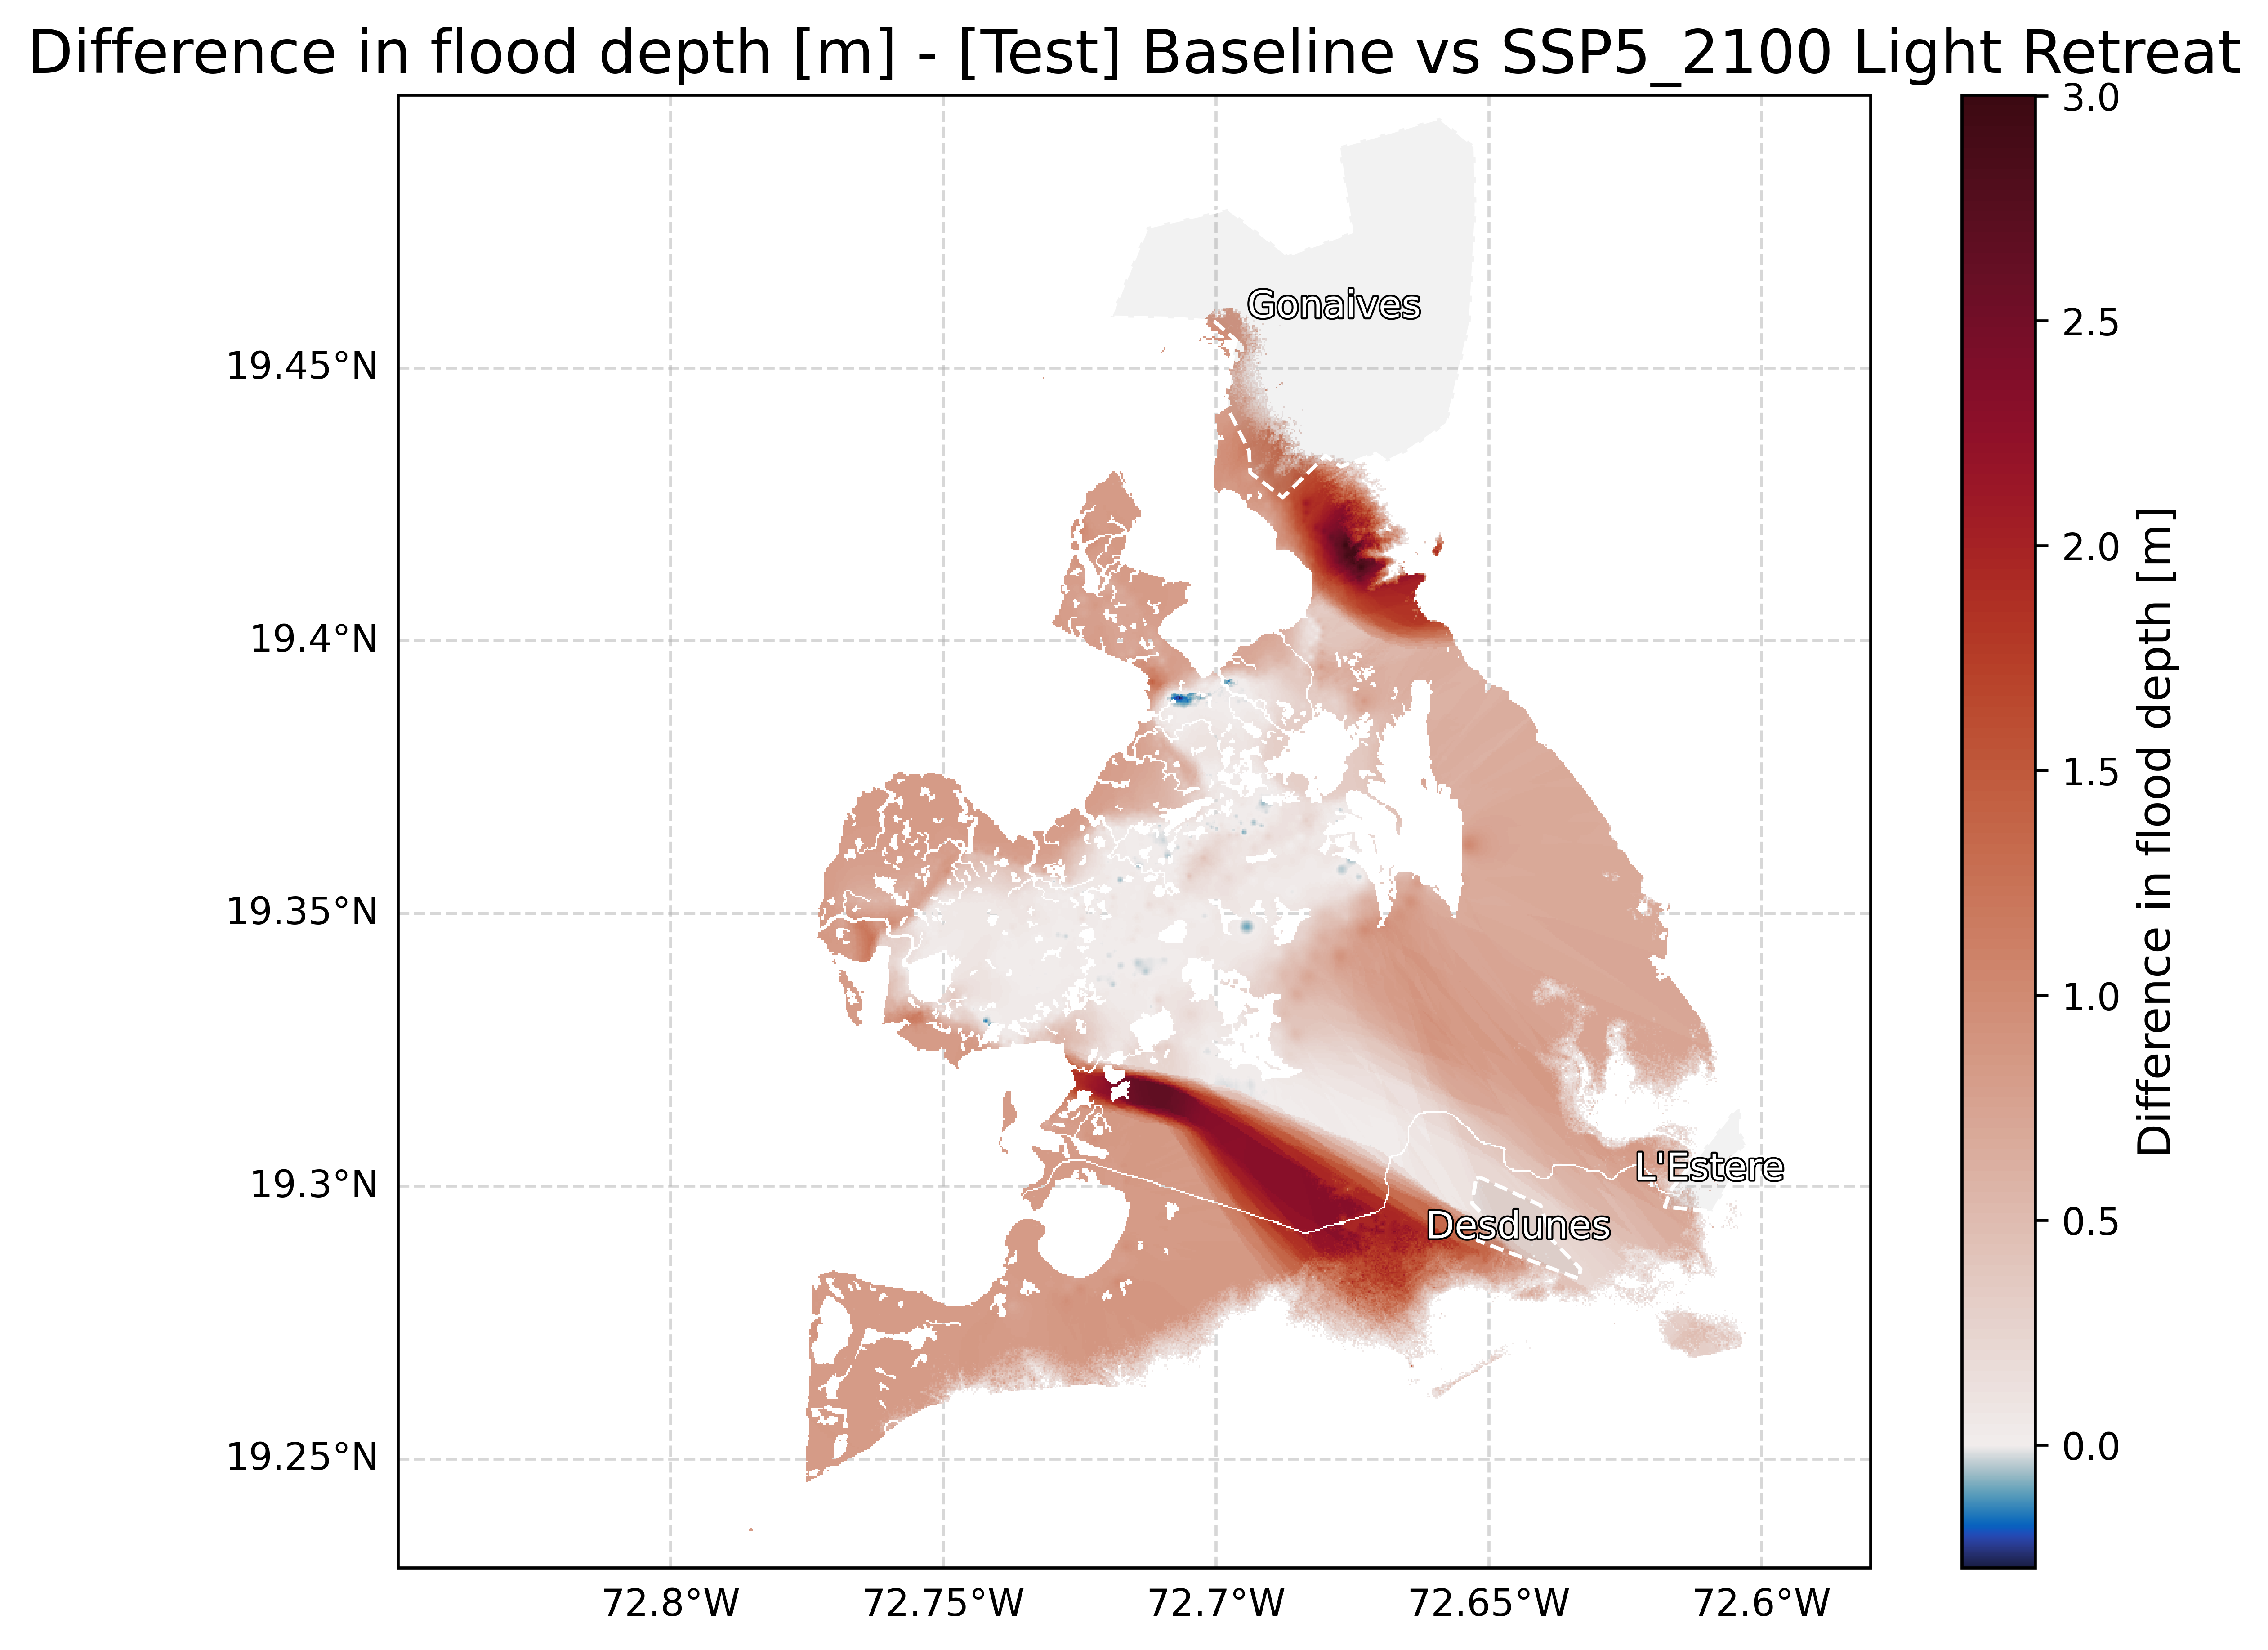 Difference in flood depth [m] - [Test] Baseline vs SSP5_2100 Light Retreat
3.0
2.5
2.0
1.5
1.0
0.5
0.0
Difference in flood depth [m]
Gonaives
L'Estere
Desdunes
19.45°N
19.4°N
19.35°N
19.3°N
19.25°N
72.8°W
72.75°W
72.7°W
72.65°W
72.6°W